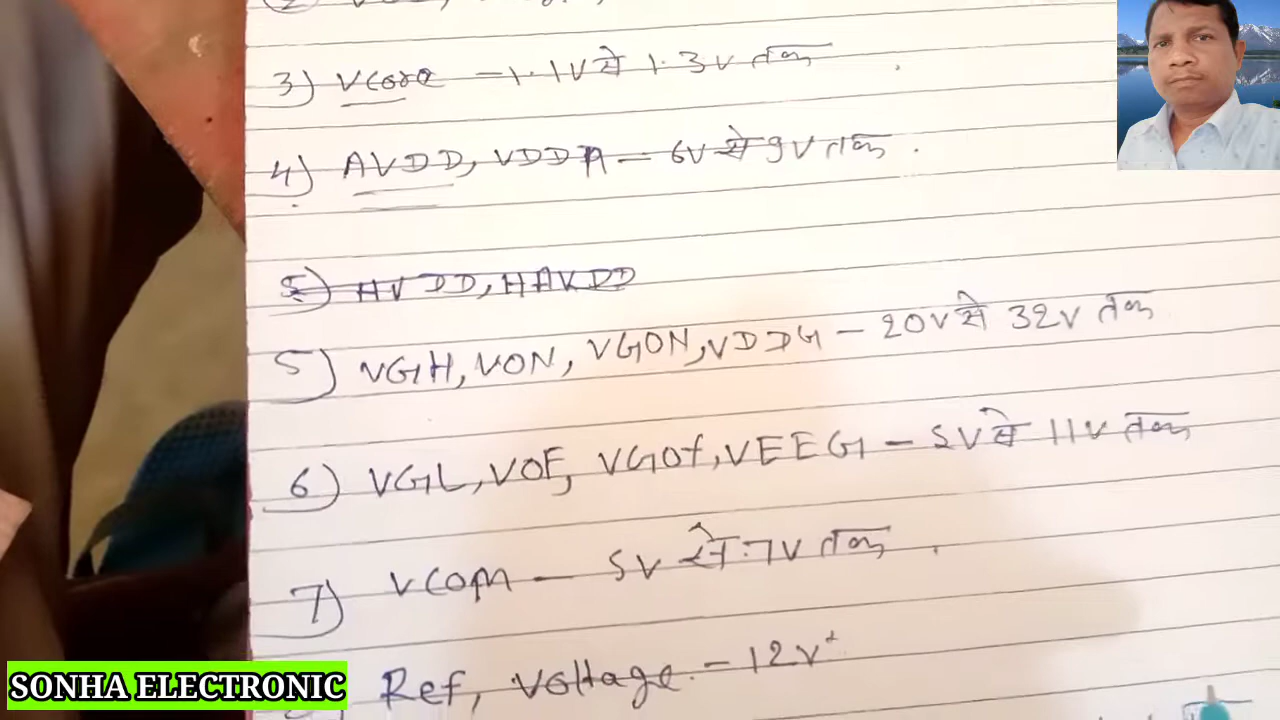 3) Vcore - 1.1V से 1.3V तक
4) AVDD, VDDA - 6V से 9V तक .
5) HVDD, HAVDD
5) VGH, VON, VGON, VDDG - 20V से 32V तक
6) VGL, VOF, VGOf, VEEG - 5V से 11V तक
7) VCOM - 5V से 7V तक .
Ref, Voltage - 12V
SONHA ELECTRONIC